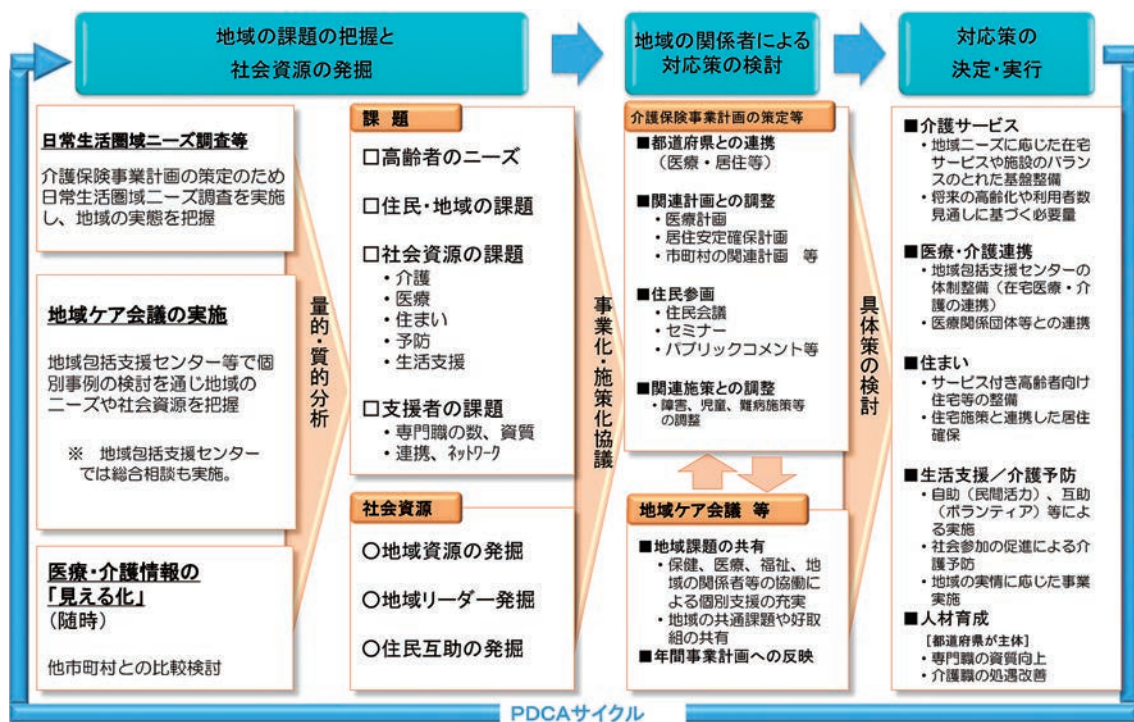 地域の課題の把握と
社会資源の発掘
地域の関係者による
対応策の検討
対応策の
決定・実行
日常生活圏域ニーズ調査等
介護保険事業計画の策定のため
日常生活圏域ニーズ調査を実施
し、地域の実態を把握
地域ケア会議の実施
地域包括支援センター等で個
別事例の検討を通じ地域の
ニーズや社会資源を把握
※ 地域包括支援センター
では総合相談も実施。
医療・介護情報の
「見える化」
(随時)
他市町村との比較検討
量的・質的分析
課 題
□高齢者のニーズ
□住民・地域の課題
□社会資源の課題
・介護
・医療
・住まい
・予防
・生活支援
□支援者の課題
・専門職の数、資質
・連携、ﾈｯﾄﾜｰｸ
社会資源
○地域資源の発掘
○地域リーダー発掘
○住民互助の発掘
事業化・施策化協議
介護保険事業計画の策定等
■都道府県との連携
(医療・居住等)
■関連計画との調整
・医療計画
・居住安定確保計画
・市町村の関連計画 等
■住民参画
・住民会議
・セミナー
・パブリックコメント等
■関連施策との調整
・障害、児童、難病施策等
の調整
地域ケア会議 等
■地域課題の共有
・保健、医療、福祉、地
域の関係者等の協働に
よる個別支援の充実
・地域の共通課題や好取
組の共有
■年間事業計画への反映
具体策の検討
■介護サービス
・地域ニーズに応じた在宅
サービスや施設のバラン
スのとれた基盤整備
・将来の高齢化や利用者数
見通しに基づく必要量
■医療・介護連携
・地域包括支援センターの
体制整備（在宅医療・介
護の連携）
・医療関係団体等との連携
■住まい
・サービス付き高齢者向け
住宅等の整備
・住宅施策と連携した居住
確保
■生活支援／介護予防
・自助（民間活力）、互助
（ボランティア）等によ
る実施
・社会参加の促進による介
護予防
・地域の実情に応じた事業
実施
■人材育成
[都道府県が主体]
・専門職の資質向上
・介護職の処遇改善
PDCAサイクル